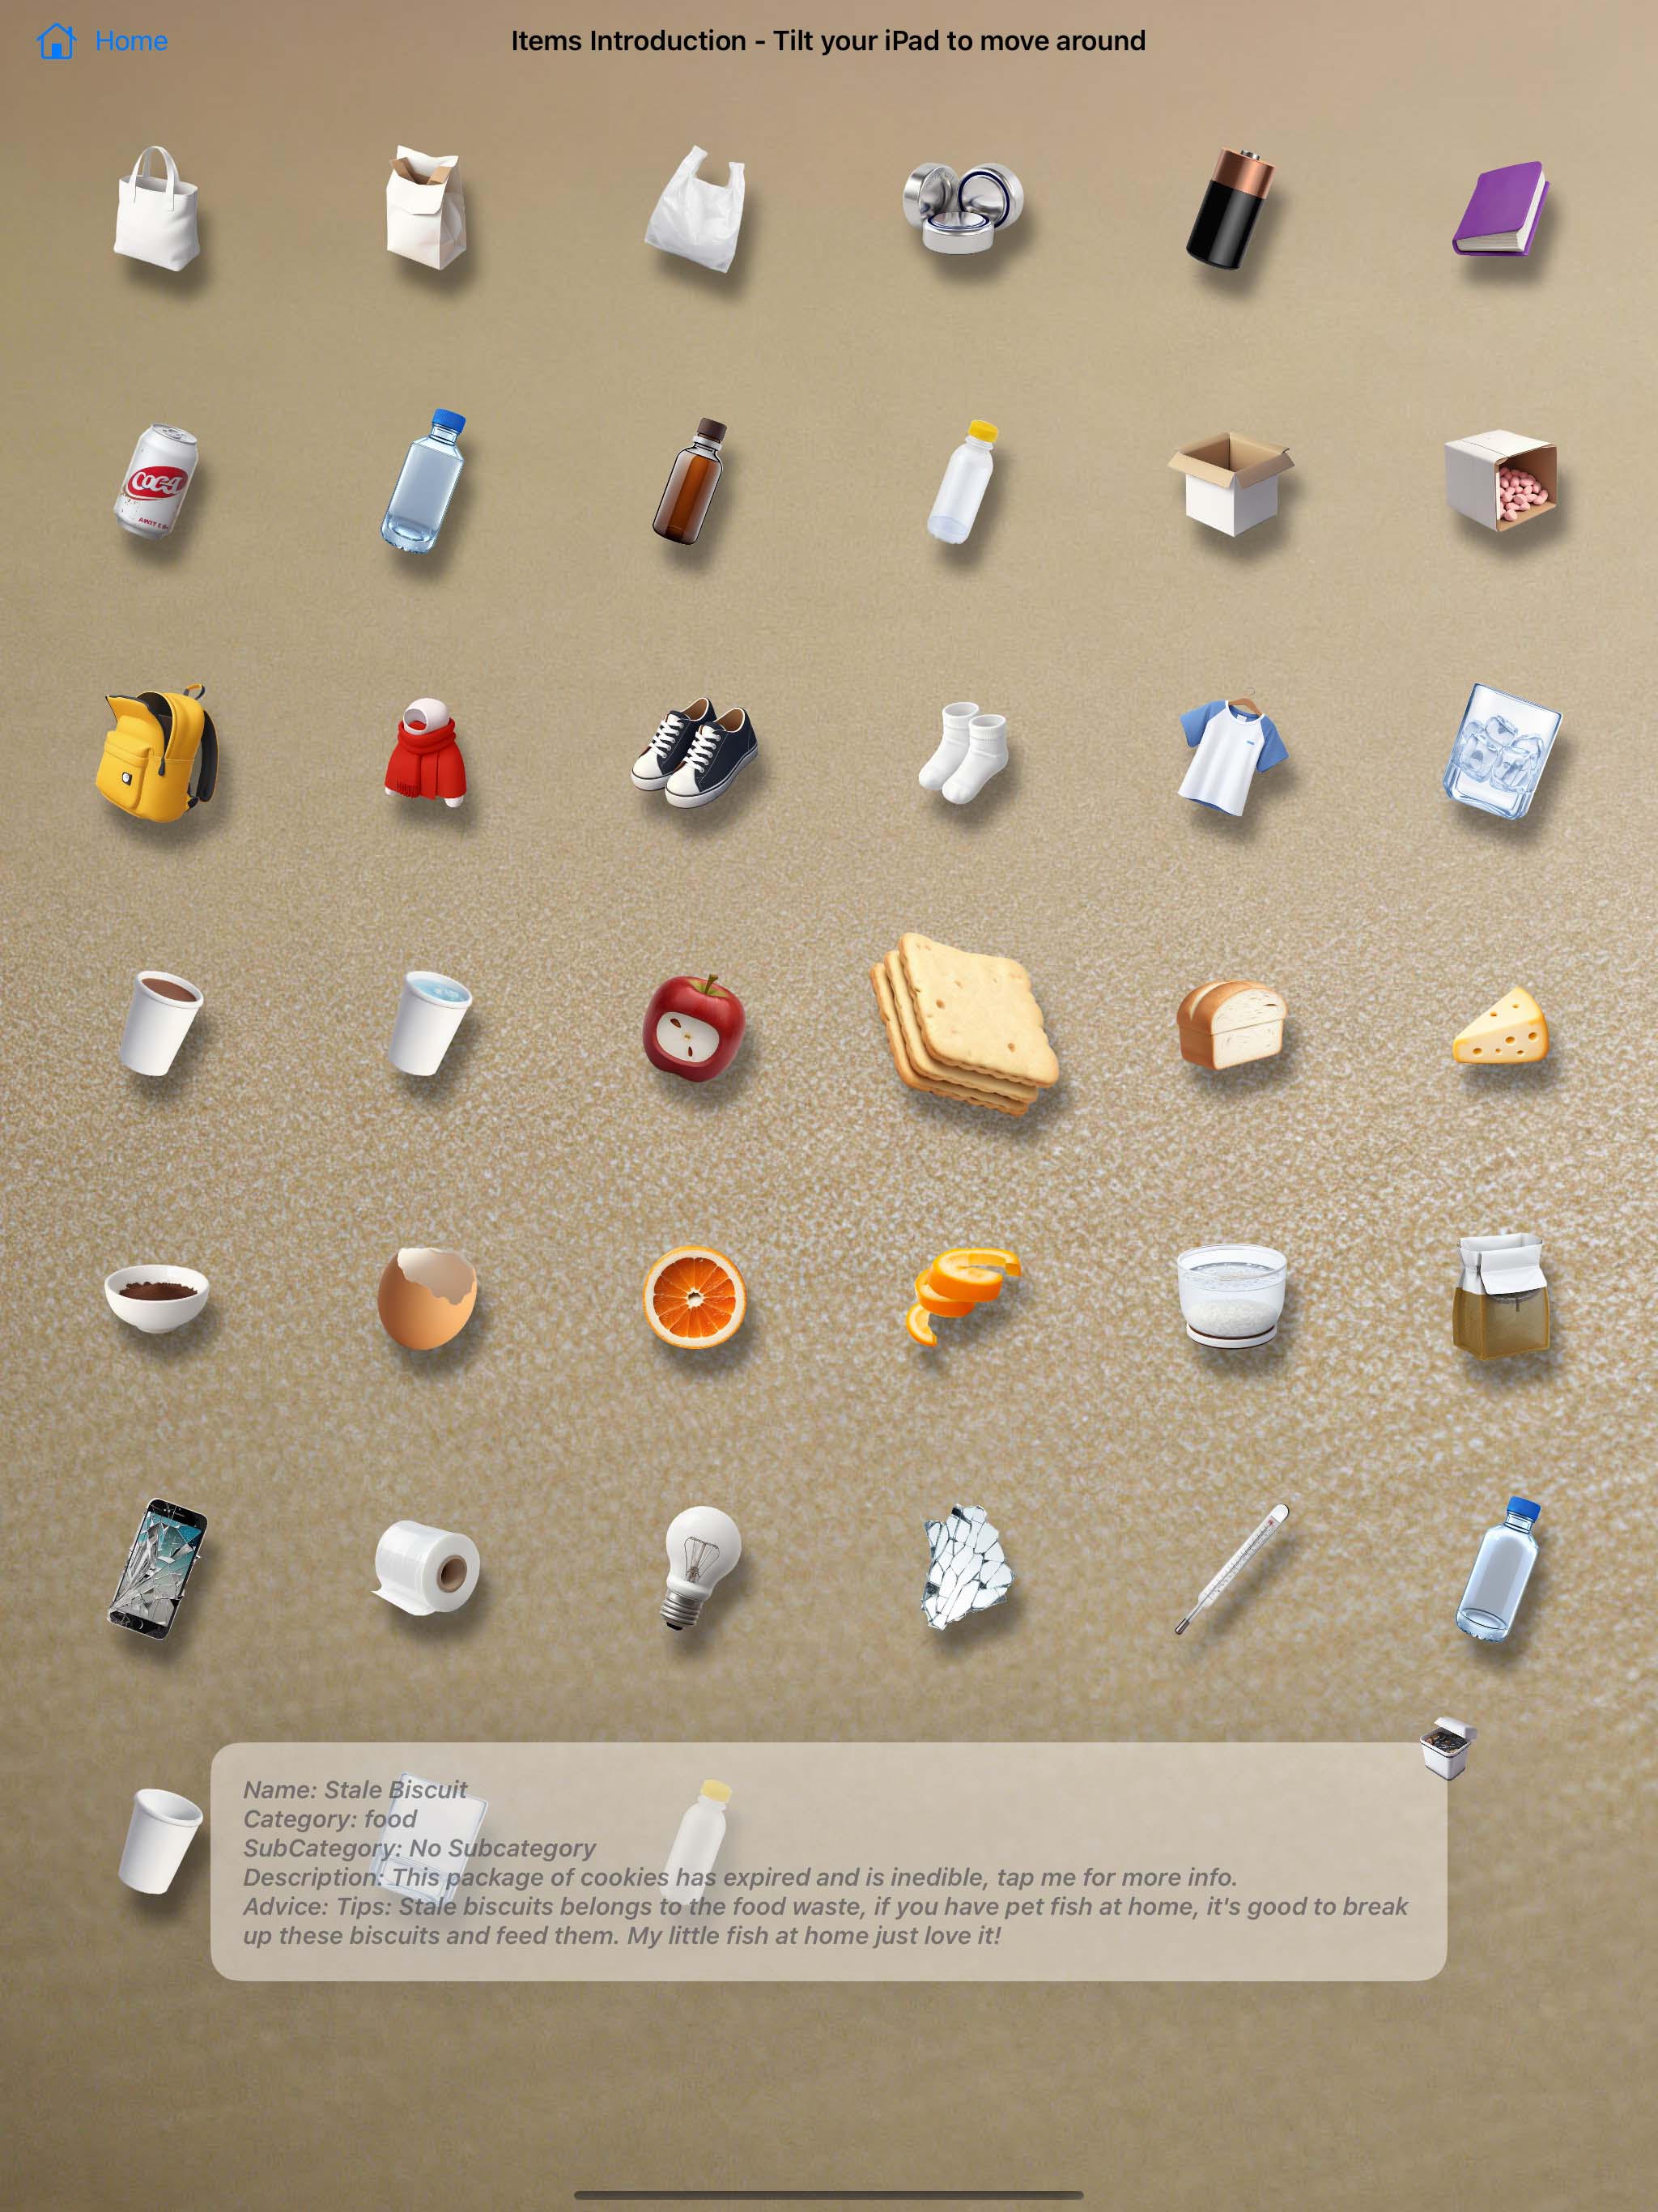 Home
Items Introduction - Tilt your iPad to move around
Name: Stale Biscuit
Category: food
SubCategory: No Subcategory
Description: This package of cookies has expired and is inedible, tap me for more info.
Advice: Tips: Stale biscuits belongs to the food waste, if you have pet fish at home, it's good to break
up these biscuits and feed them. My little fish at home just love it!